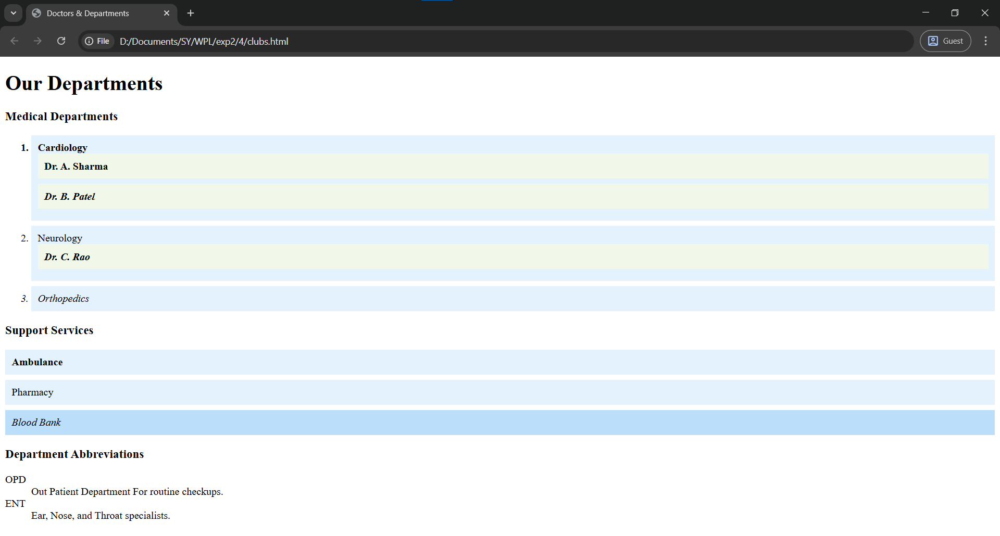 Doctors & Departments
File D:/Documents/SY/WPL/exp2/4/clubs.html Guest
Our Departments
Medical Departments
1. Cardiology
Dr. A. Sharma
Dr. B. Patel
2. Neurology
Dr. C. Rao
3. Orthopedics
Support Services
Ambulance
Pharmacy
Blood Bank
Department Abbreviations
OPD
Out Patient Department For routine checkups.
ENT
Ear, Nose, and Throat specialists.